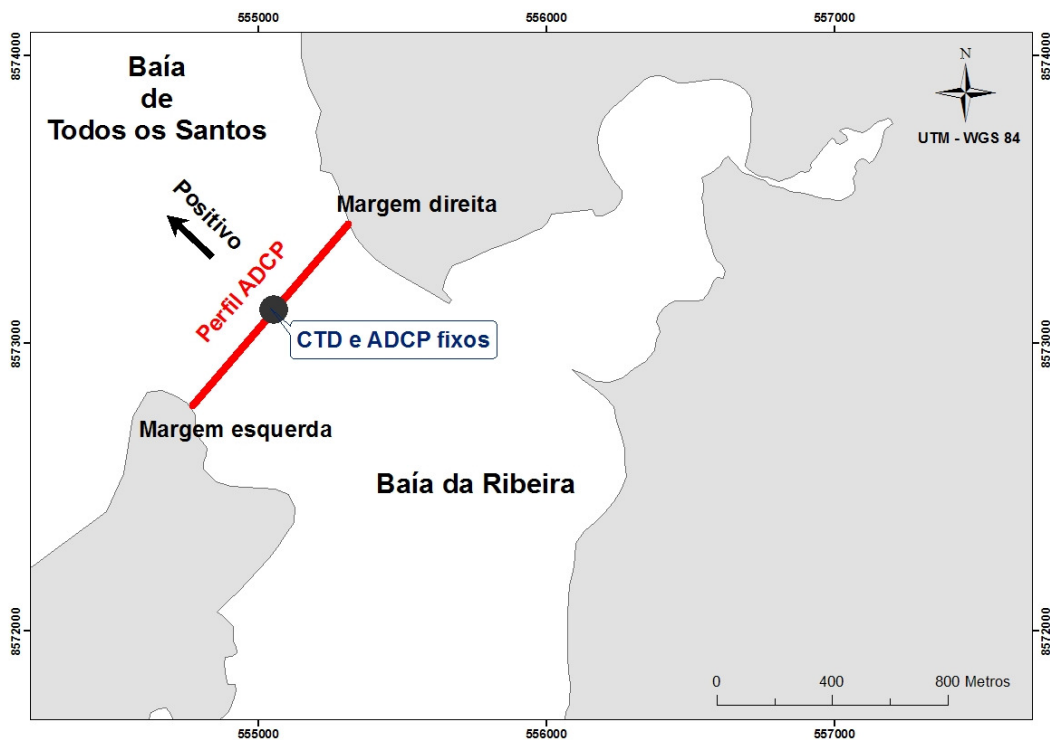 555000
556000
557000
8574000
8574000
Baía
de
Todos os Santos
N
UTM - WGS 84
Positivo
Margem direita
Perfil ADCP
CTD e ADCP fixos
8573000
8573000
Margem esquerda
Baía da Ribeira
8572000
8572000
0
400
800 Metros
555000
556000
557000